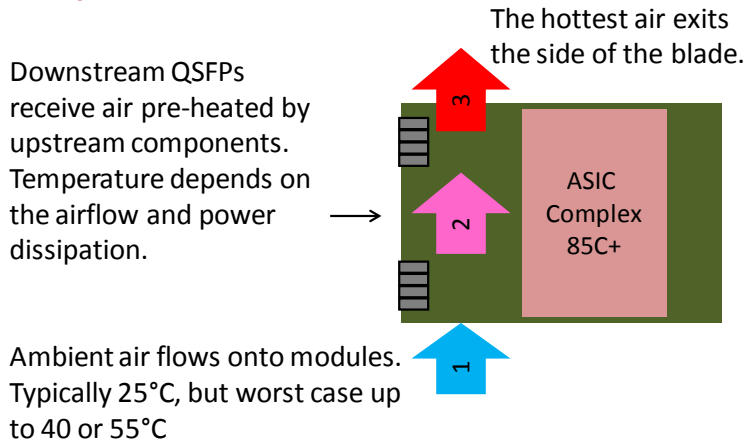 The hottest air exits
the side of the blade.
Downstream QSFPs
receive air pre-heated by
upstream components.
Temperature depends on
the airflow and power
dissipation.
3
2
1
ASIC
Complex
85C+
Ambient air flows onto modules.
Typically 25°C, but worst case up
to 40 or 55°C